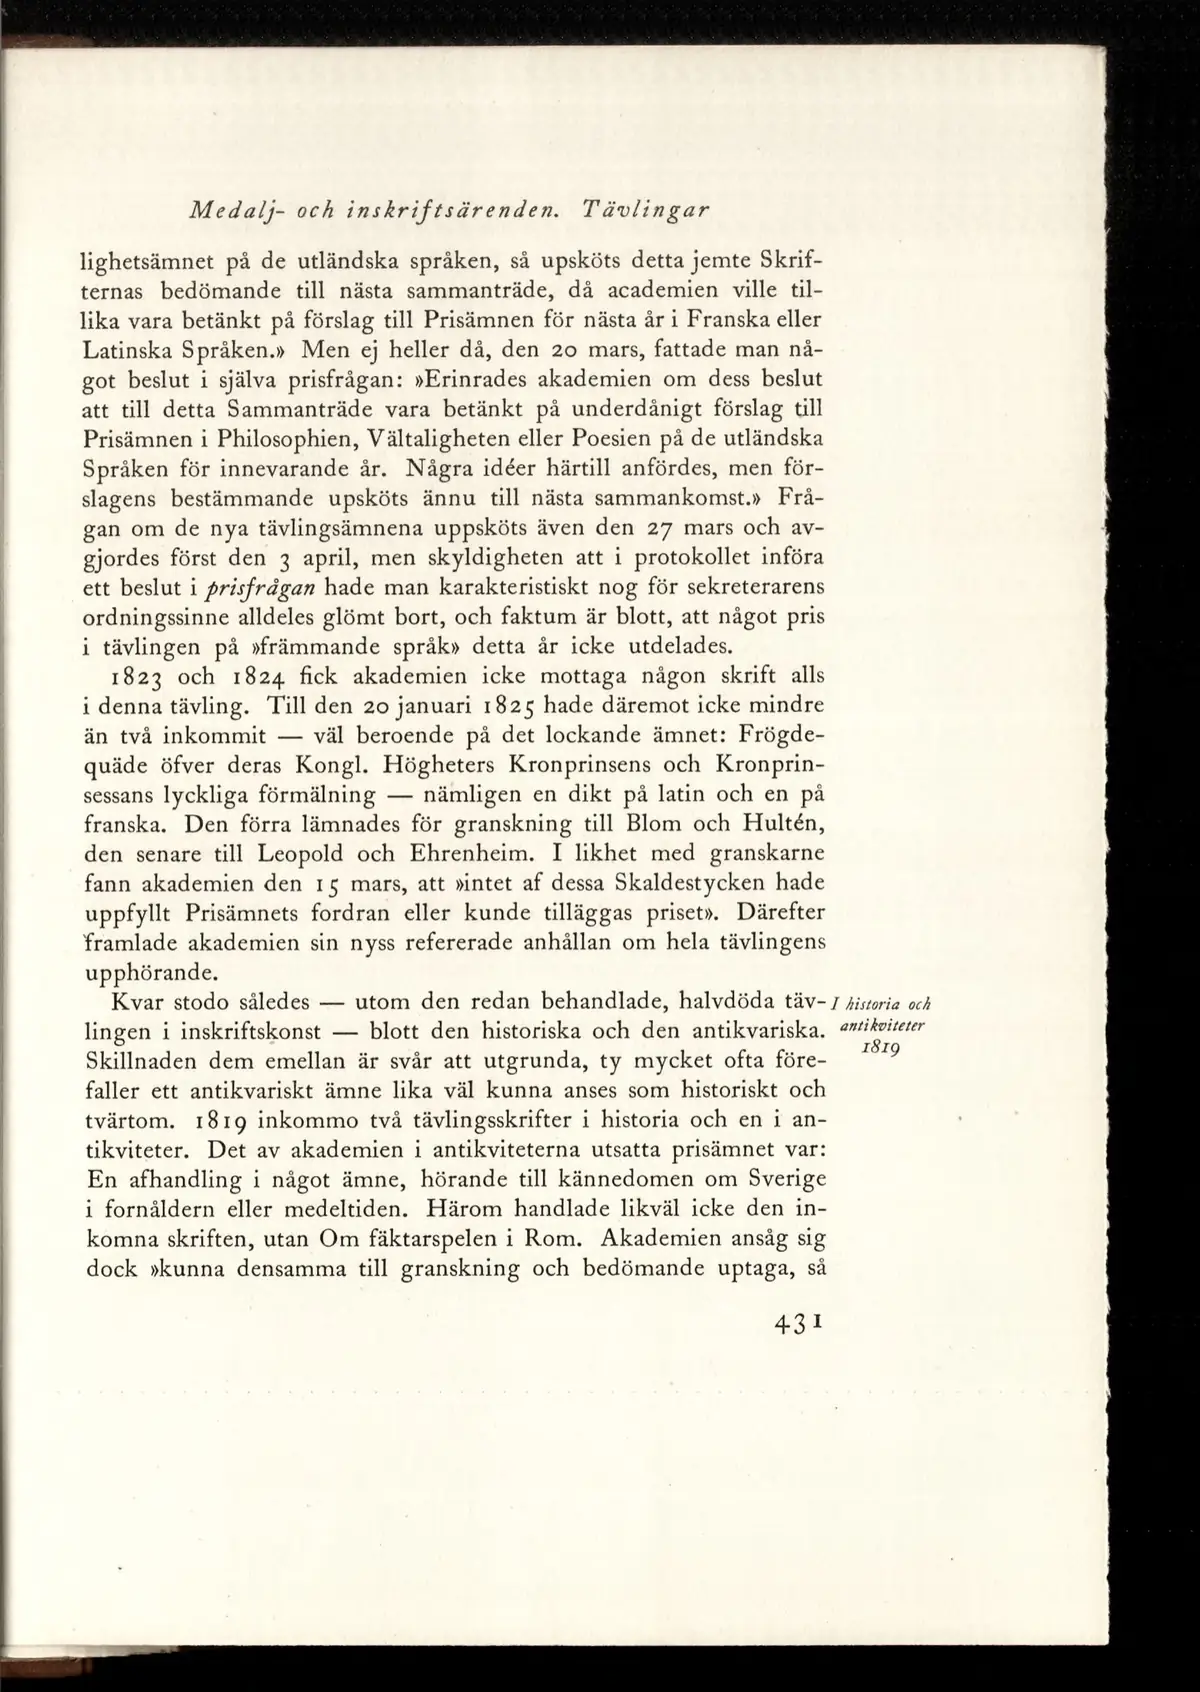 Medalj- och inskriftsärenden. Tävlingar
lighetsämnet på de utländska språken, så upsköts detta jemte Skrif-
ternas bedömande till nästa sammanträde, då academien ville til-
lika vara betänkt på förslag till Prisämnen för nästa år i Franska eller
Latinska Språken.» Men ej heller då, den 20 mars, fattade man nå-
got beslut i själva prisfrågan: »Erinrades akademien om dess beslut
att till detta Sammanträde vara betänkt på underdånigt förslag till
Prisämnen i Philosophien, Vältaligheten eller Poesien på de utländska
Språken för innevarande år. Några idéer härtill anfördes, men för-
slagens bestämmande upsköts ännu till nästa sammankomst.» Frå-
gan om de nya tävlingsämnena uppsköts även den 27 mars och av-
gjordes först den 3 april, men skyldigheten att i protokollet införa
ett beslut i prisfrågan hade man karakteristiskt nog för sekreterarens
ordningssinne alldeles glömt bort, och faktum är blott, att något pris
i tävlingen på »främmande språk» detta år icke utdelades.
1823 och 1824 fick akademien icke mottaga någon skrift alls
i denna tävling. Till den 20 januari 1825 hade däremot icke mindre
än två inkommit — väl beroende på det lockande ämnet: Frögde-
quäde öfver deras Kongl. Högheters Kronprinsens och Kronprin-
sessans lyckliga förmälning — nämligen en dikt på latin och en på
franska. Den förra lämnades för granskning till Blom och Hultén,
den senare till Leopold och Ehrenheim. I likhet med granskarne
fann akademien den 15 mars, att »intet af dessa Skaldestycken hade
uppfyllt Prisämnets fordran eller kunde tilläggas priset». Därefter
framlade akademien sin nyss refererade anhållan om hela tävlingens
upphörande.
Kvar stodo således — utom den redan behandlade, halvdöda täv-
lingen i inskriftskonst — blott den historiska och den antikvariska.
Skillnaden dem emellan är svår att utgrunda, ty mycket ofta före-
faller ett antikvariskt ämne lika väl kunna anses som historiskt och
tvärtom. 1819 inkommo två tävlingsskrifter i historia och en i an-
tikviteter. Det av akademien i antikviteterna utsatta prisämnet var:
En afhandling i något ämne, hörande till kännedomen om Sverige
i fornåldern eller medeltiden. Härom handlade likväl icke den in-
komna skriften, utan Om fäktarspelen i Rom. Akademien ansåg sig
dock »kunna densamma till granskning och bedömande uptaga, så
I historia och
antikviteter
1819
431